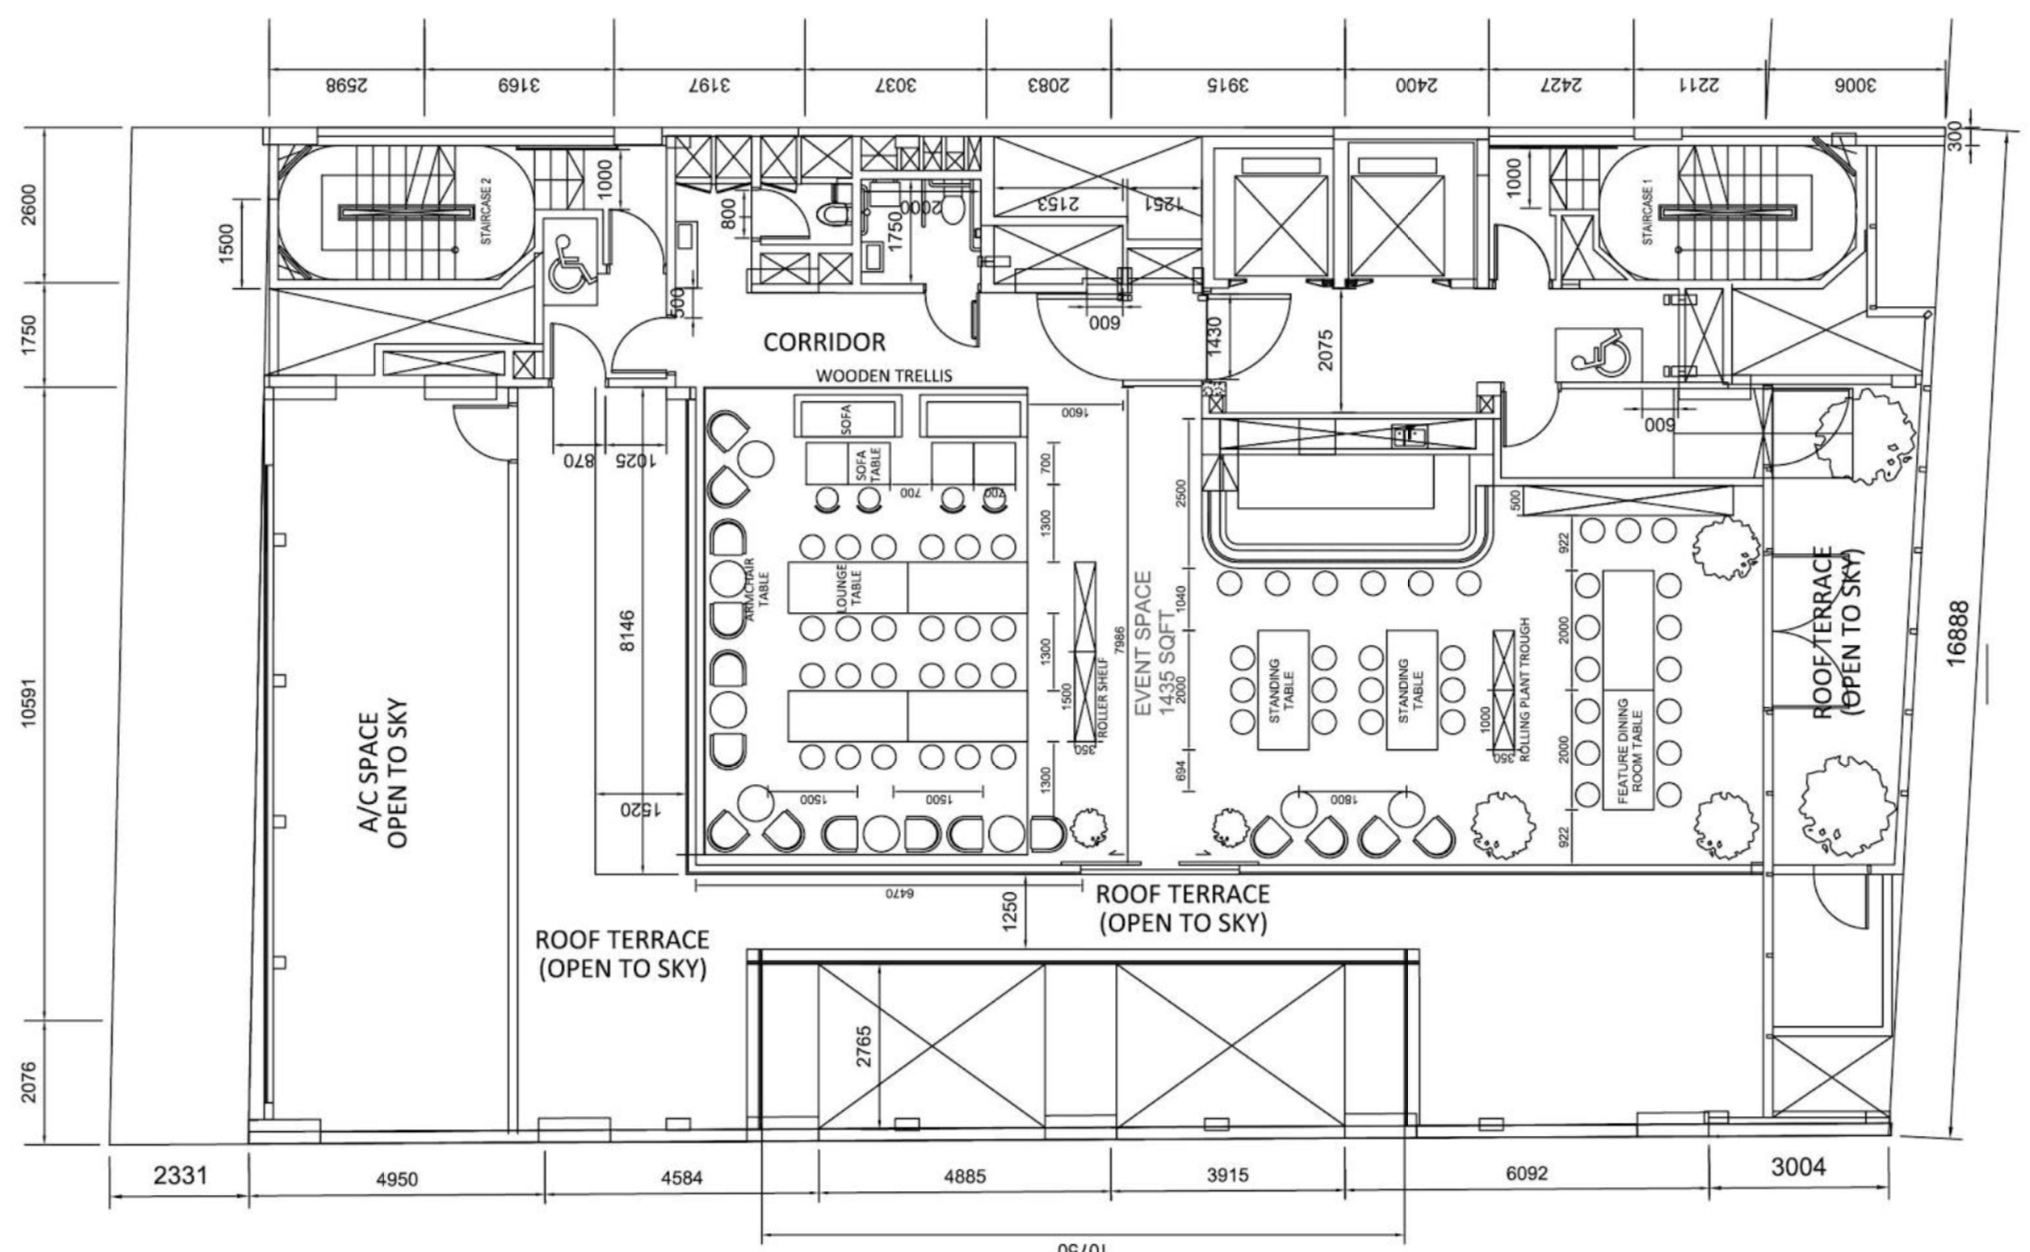 2598
3169
3197
3037
2083
3915
2400
2427
2211
3006
300
2600
1500
STAIRCASE 2
1000
800
1750
2000
2153
1251
1000
STAIRCASE 1
1750
500
CORRIDOR
WOODEN TRELLIS
600
1430
2075
600
870
1025
SOFA
SOFA
TABLE
700
700
1600
700
1300
2500
500
922
10591
A/C SPACE
OPEN TO SKY
8146
1520
ARMCHAIR
TABLE
LOUNGE
TABLE
1300
1500
ROLLER SHELF
350
1300
1500
1500
7986
EVENT SPACE
1435 SQFT
1040
2000
694
STANDING
TABLE
STANDING
TABLE
1000
ROLLING PLANT TROUGH
350
1800
2000
2000
922
FEATURE DINING
ROOM TABLE
ROOF TERRACE
(OPEN TO SKY)
16888
6470
1250
ROOF TERRACE
(OPEN TO SKY)
ROOF TERRACE
(OPEN TO SKY)
2765
2076
2331
4950
4584
4885
3915
6092
3004
10750